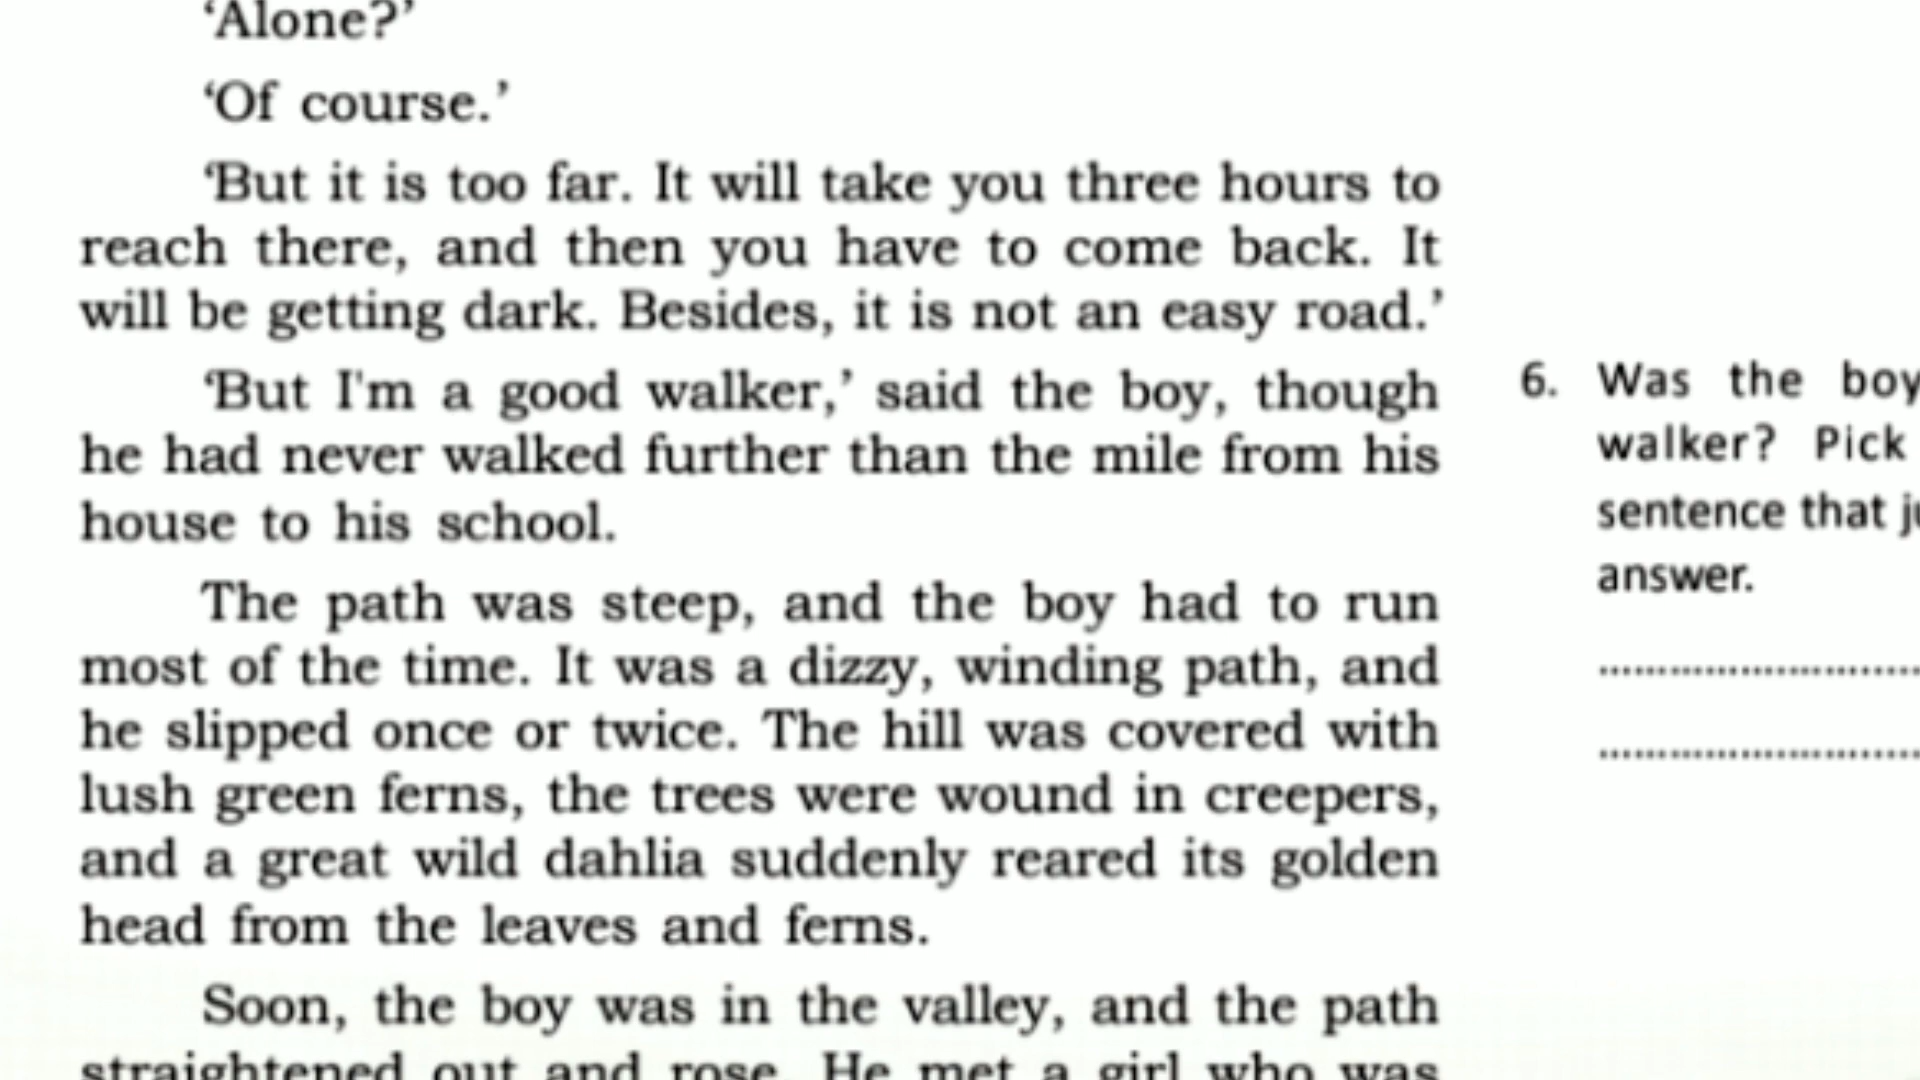 ‘Alone?’
‘Of course.’
‘But it is too far. It will take you three hours to
reach there, and then you have to come back. It
will be getting dark. Besides, it is not an easy road.’
‘But I'm a good walker,’ said the boy, though
he had never walked further than the mile from his
house to his school.
The path was steep, and the boy had to run
most of the time. It was a dizzy, winding path, and
he slipped once or twice. The hill was covered with
lush green ferns, the trees were wound in creepers,
and a great wild dahlia suddenly reared its golden
head from the leaves and ferns.
Soon, the boy was in the valley, and the path
straightened out and rose. He met a girl who was
6. Was the boy
walker? Pick
sentence that
answer.